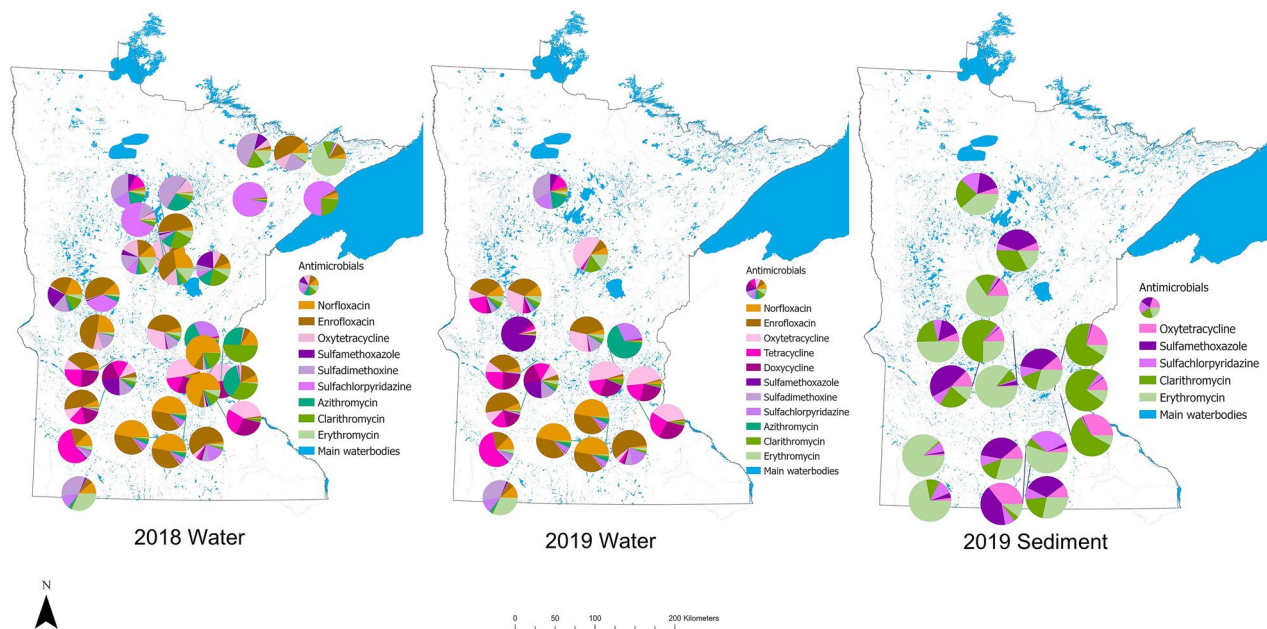 Antimicrobials
Norfloxacin
Enrofloxacin
Oxytetracycline
Sulfamethoxazole
Sulfadimethoxine
Sulfachlorpyridazine
Azithromycin
Clarithromycin
Erythromycin
Main waterbodies
2018 Water
Antimicrobials
Norfloxacin
Enrofloxacin
Oxytetracycline
Tetracycline
Doxycycline
Sulfamethoxazole
Sulfadimethoxine
Sulfachlorpyridazine
Azithromycin
Clarithromycin
Erythromycin
Main waterbodies
2019 Water
Antimicrobials
Oxytetracycline
Sulfamethoxazole
Sulfachlorpyridazine
Clarithromycin
Erythromycin
Main waterbodies
2019 Sediment
N
0 50 100 200 Kilometers